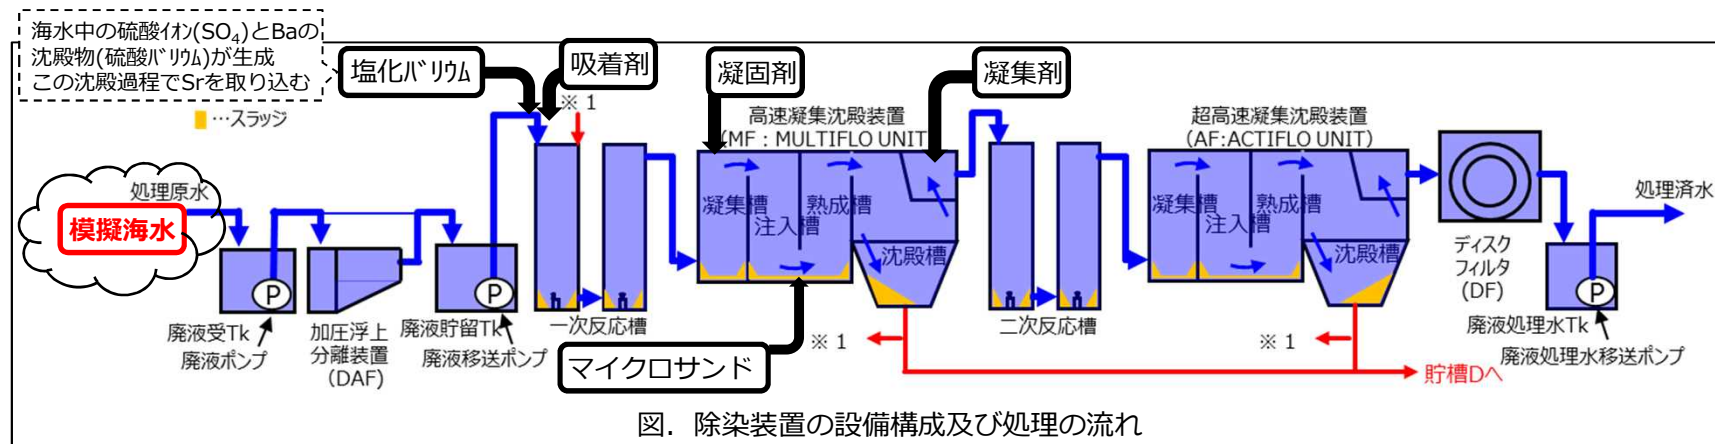 海水中の硫酸ｲｵﾝ(SO₄)とBaの
沈殿物(硫酸ﾊﾞﾘｳﾑ)が生成
この沈殿過程でSrを取り込む
塩化ﾊﾞﾘｳﾑ
吸着剤
凝固剤
凝集剤
■…スラッジ
※1
高速凝集沈殿装置
(MF：MULTIFLO UNIT)
超高速凝集沈殿装置
(AF:ACTIFLO UNIT)
処理原水
模擬海水
処理済水
凝集槽
注入槽
熟成槽
沈殿槽
凝集槽
注入槽
熟成槽
沈殿槽
P
P
P
ディスク
フィルタ
(DF)
廃液受Tk
廃液ポンプ
加圧浮上
分離装置
(DAF)
廃液貯留Tk
廃液移送ポンプ
一次反応槽
マイクロサンド
※1
二次反応槽
※1
廃液処理水Tk
廃液処理水移送ポンプ
貯槽Dへ
図．除染装置の設備構成及び処理の流れ